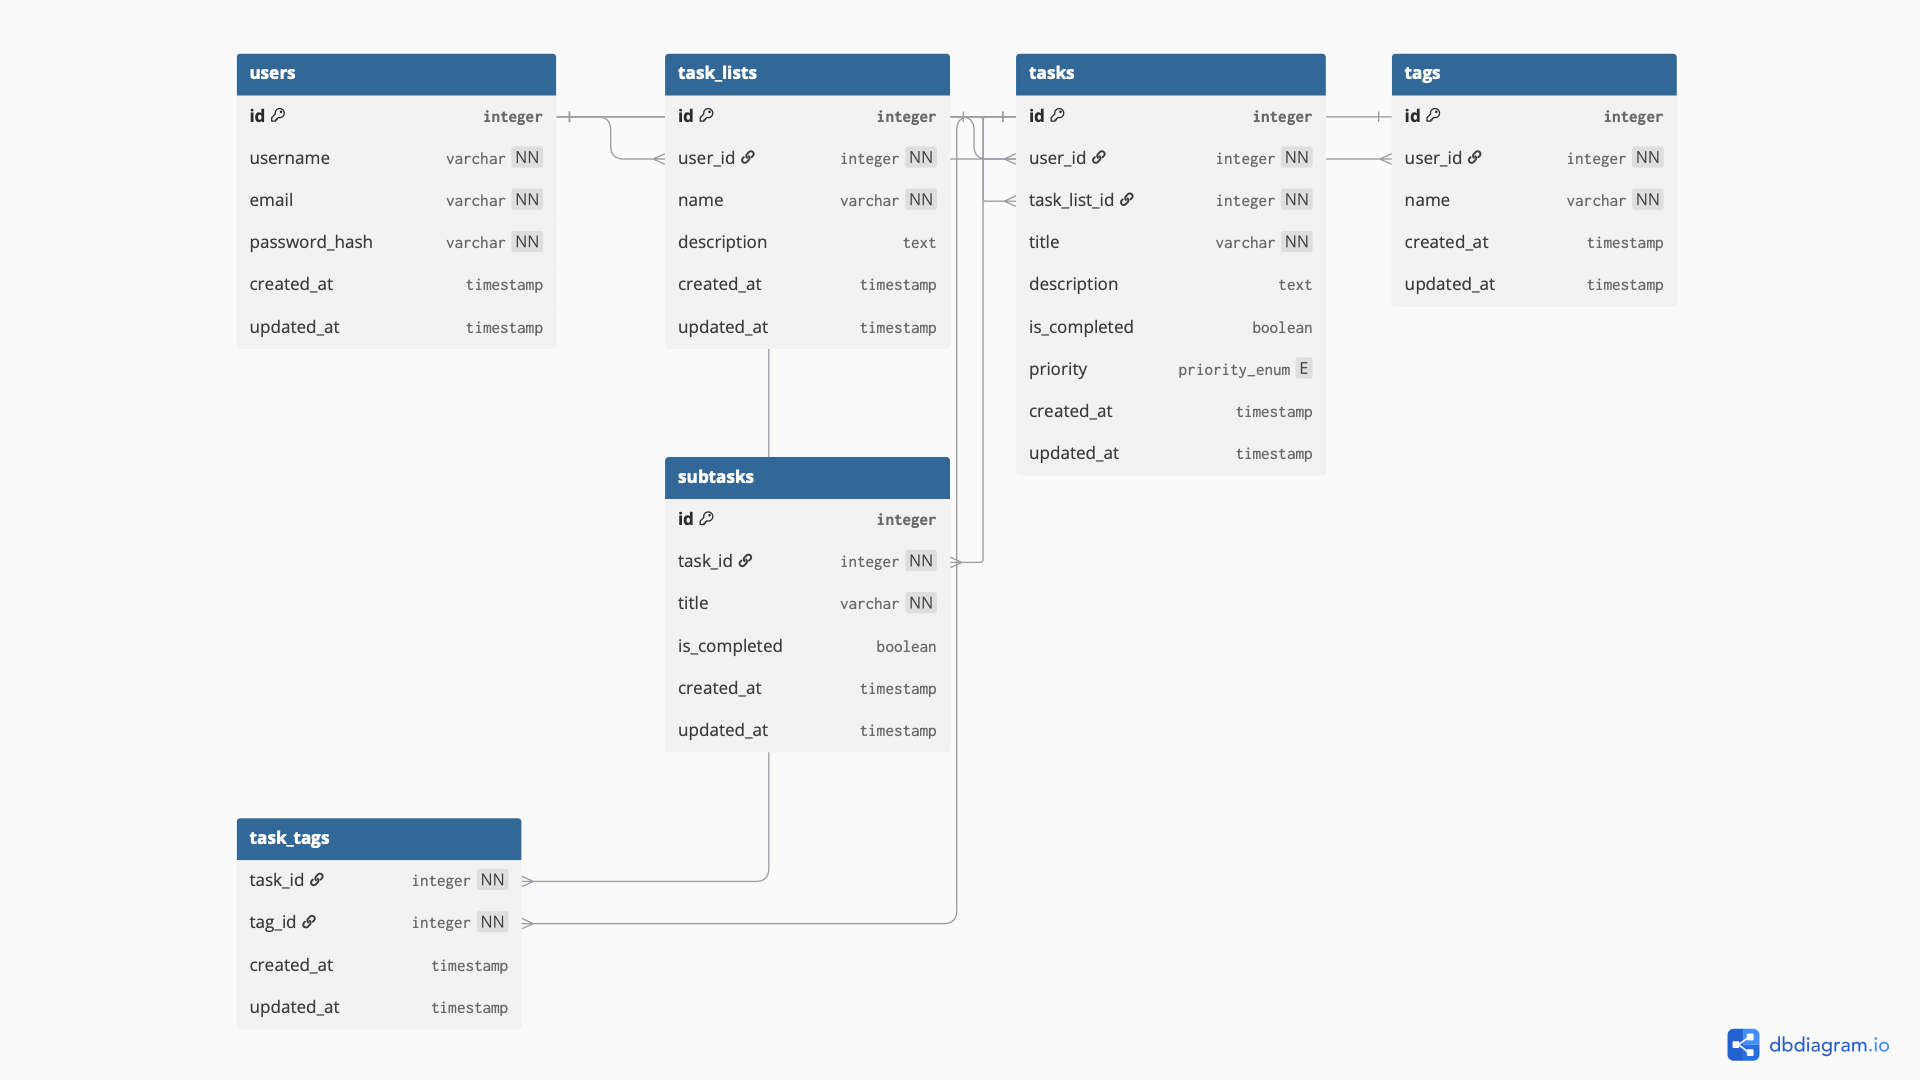 users
id integer
username varchar NN
email varchar NN
password_hash varchar NN
created_at timestamp
updated_at timestamp
task_lists
id integer
user_id integer NN
name varchar NN
description text
created_at timestamp
updated_at timestamp
tasks
id integer
user_id integer NN
task_list_id integer NN
title varchar NN
description text
is_completed boolean
priority priority_enum E
created_at timestamp
updated_at timestamp
tags
id integer
user_id integer NN
name varchar NN
created_at timestamp
updated_at timestamp
subtasks
id integer
task_id integer NN
title varchar NN
is_completed boolean
created_at timestamp
updated_at timestamp
task_tags
task_id integer NN
tag_id integer NN
created_at timestamp
updated_at timestamp
dbdiagram.io